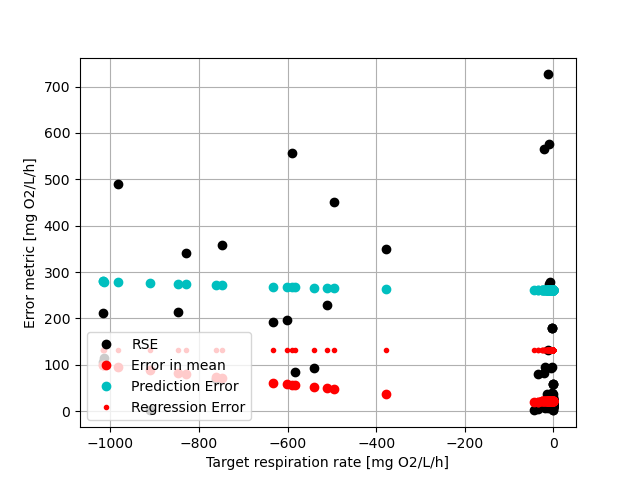 700
600
500
400
300
200
100
0
Error metric [mg O2/L/h]
RSE
Error in mean
Prediction Error
Regression Error
−1000 −800 −600 −400 −200 0
Target respiration rate [mg O2/L/h]